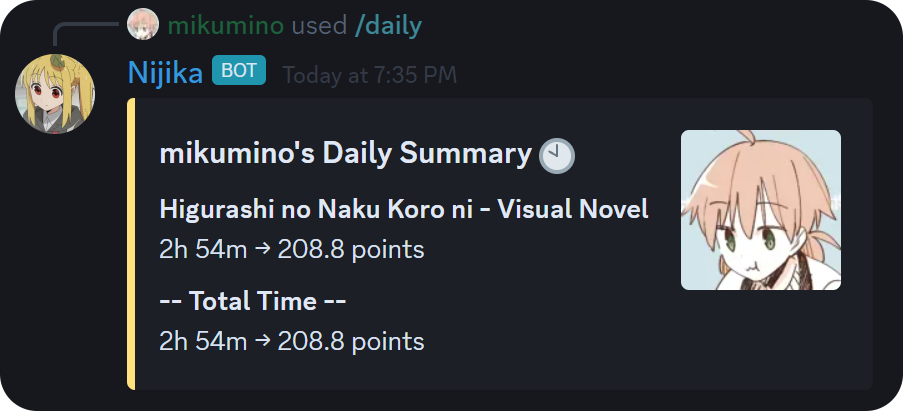 mikumino used /daily
Nijika BOT Today at 7:35 PM
mikumino's Daily Summary
Higurashi no Naku Koro ni - Visual Novel
2h 54m → 208.8 points
-- Total Time --
2h 54m → 208.8 points